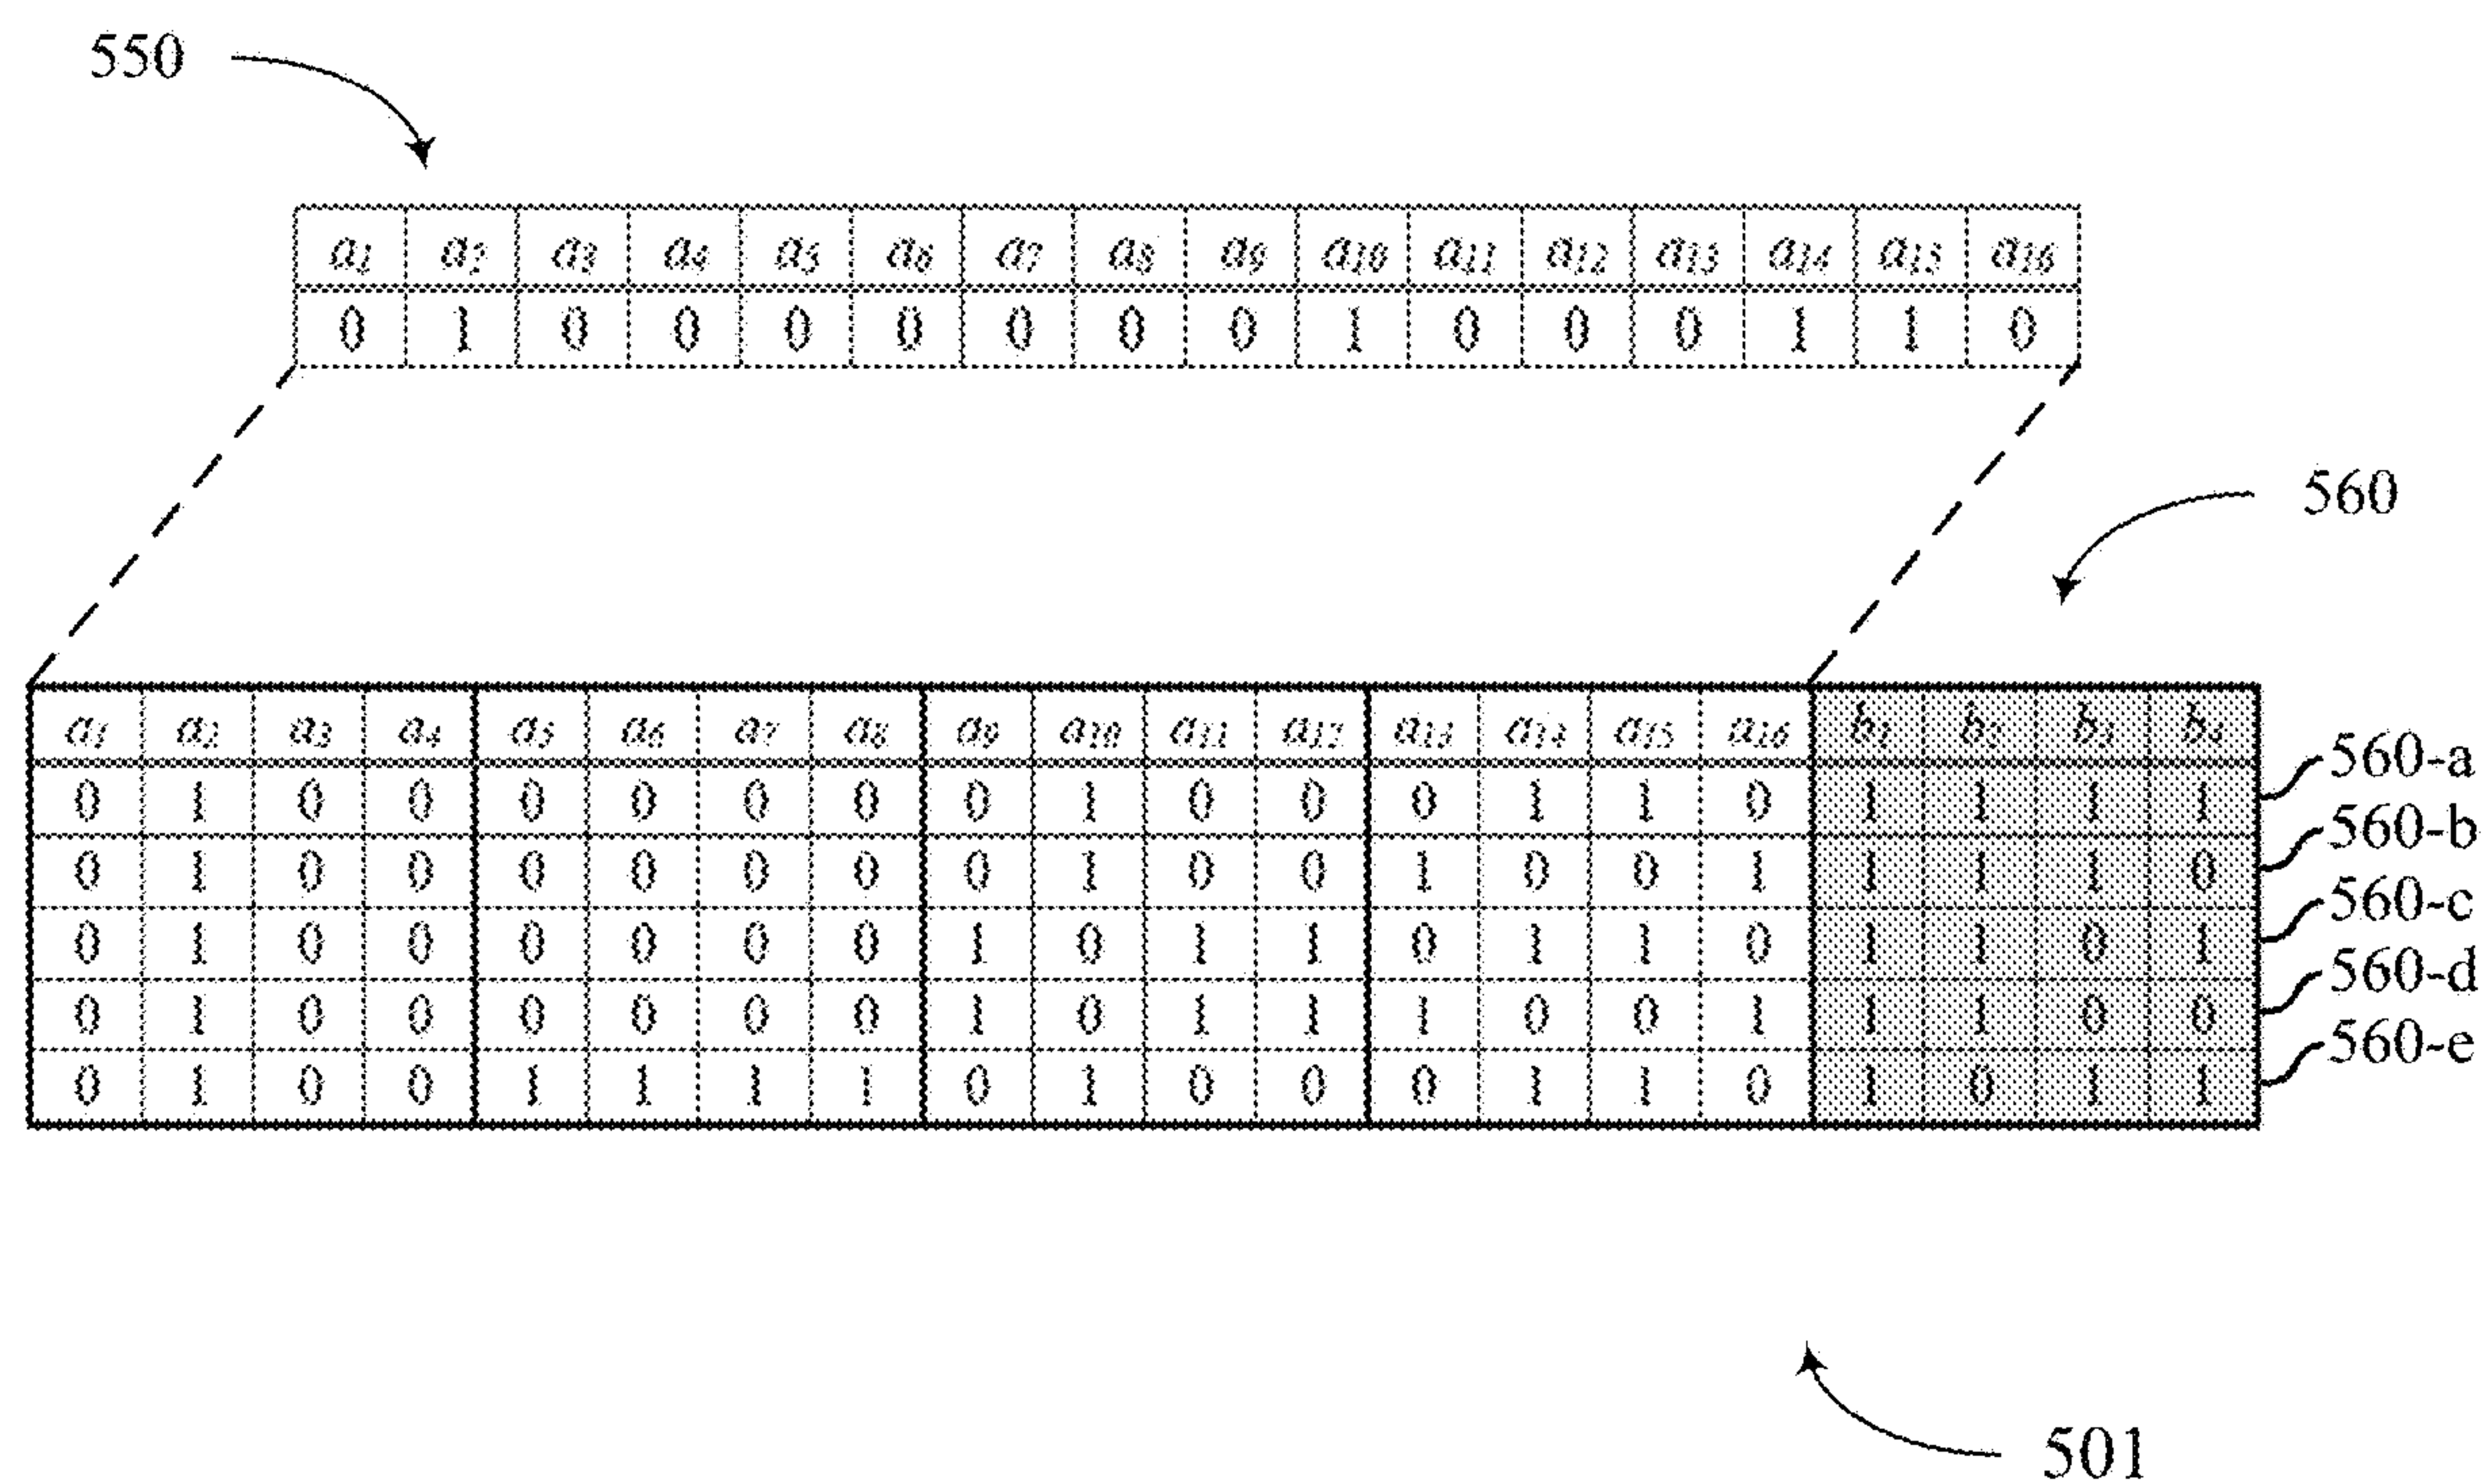 550
a1 a2 a3 a4 a5 a6 a7 a8 a9 a10 a11 a12 a13 a14 a15 a16
0 1 0 0 0 0 0 0 0 1 0 0 0 1 1 0
560
a1 a2 a3 a4 a5 a6 a7 a8 a9 a10 a11 a12 a13 a14 a15 a16 b1 b2 b3 b4
0 1 0 0 0 0 0 0 0 1 0 0 0 1 1 0 1 1 1 1 560-a
0 1 0 0 0 0 0 0 0 1 0 0 1 0 0 1 1 1 1 0 560-b
0 1 0 0 0 0 0 0 1 0 1 1 0 1 1 0 1 1 0 1 560-c
0 1 0 0 0 0 0 0 1 0 1 1 1 0 0 1 1 1 0 0 560-d
0 1 0 0 1 1 1 1 0 1 0 0 0 1 1 0 1 0 1 1 560-e
501